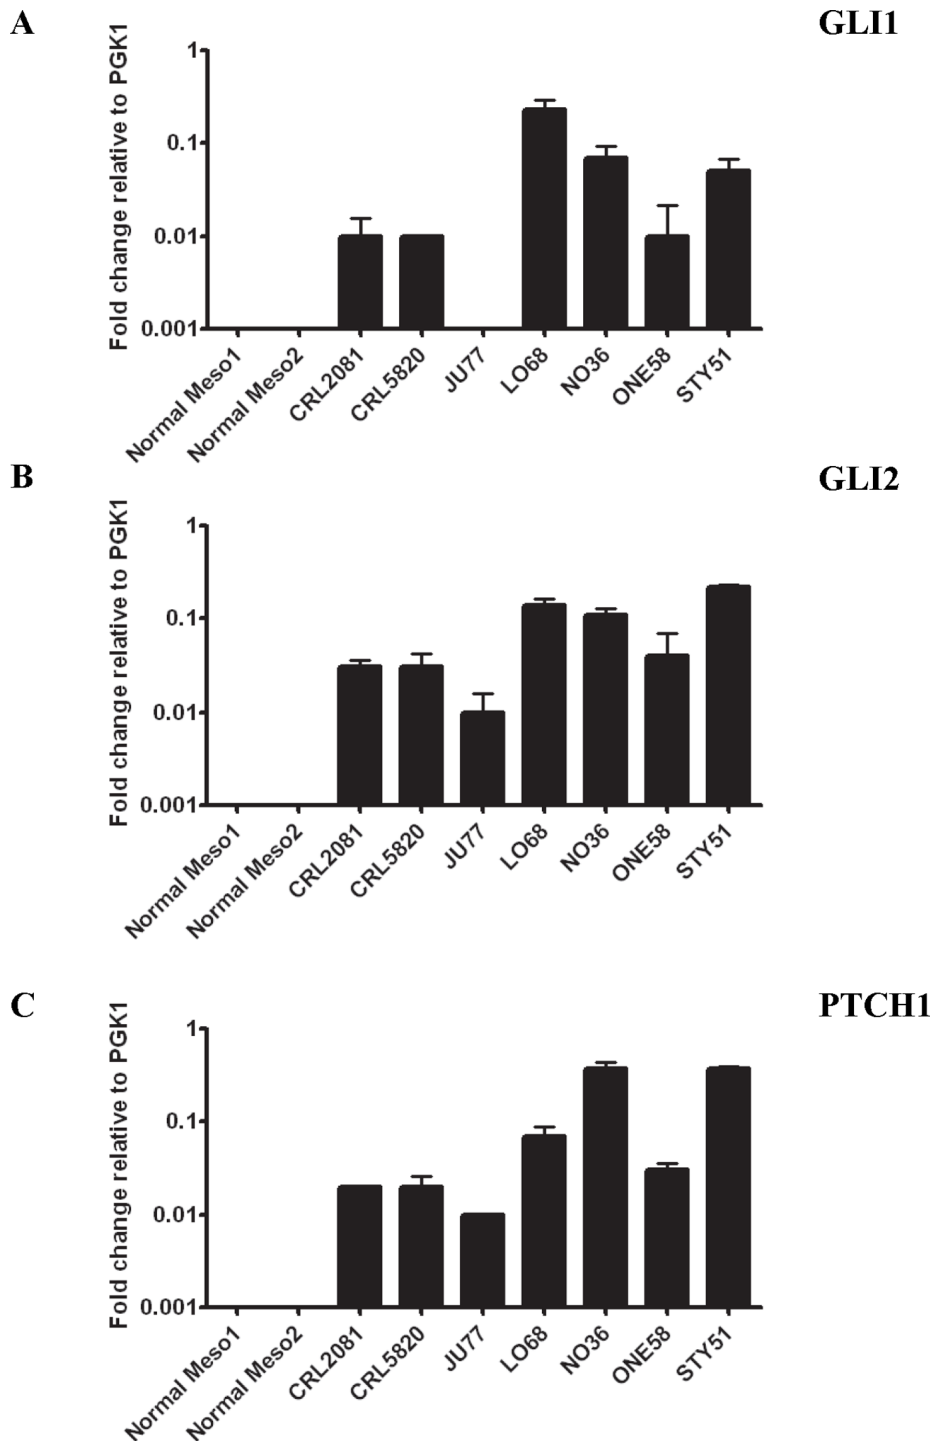 A
GLI1
Fold change relative to PGK1
1
0.1
0.01
0.001
Normal Meso1
Normal Meso2
CRL2081
CRL5820
JU77
LO68
NO36
ONE58
STY51
B
GLI2
Fold change relative to PGK1
1
0.1
0.01
0.001
Normal Meso1
Normal Meso2
CRL2081
CRL5820
JU77
LO68
NO36
ONE58
STY51
C
PTCH1
Fold change relative to PGK1
1
0.1
0.01
0.001
Normal Meso1
Normal Meso2
CRL2081
CRL5820
JU77
LO68
NO36
ONE58
STY51